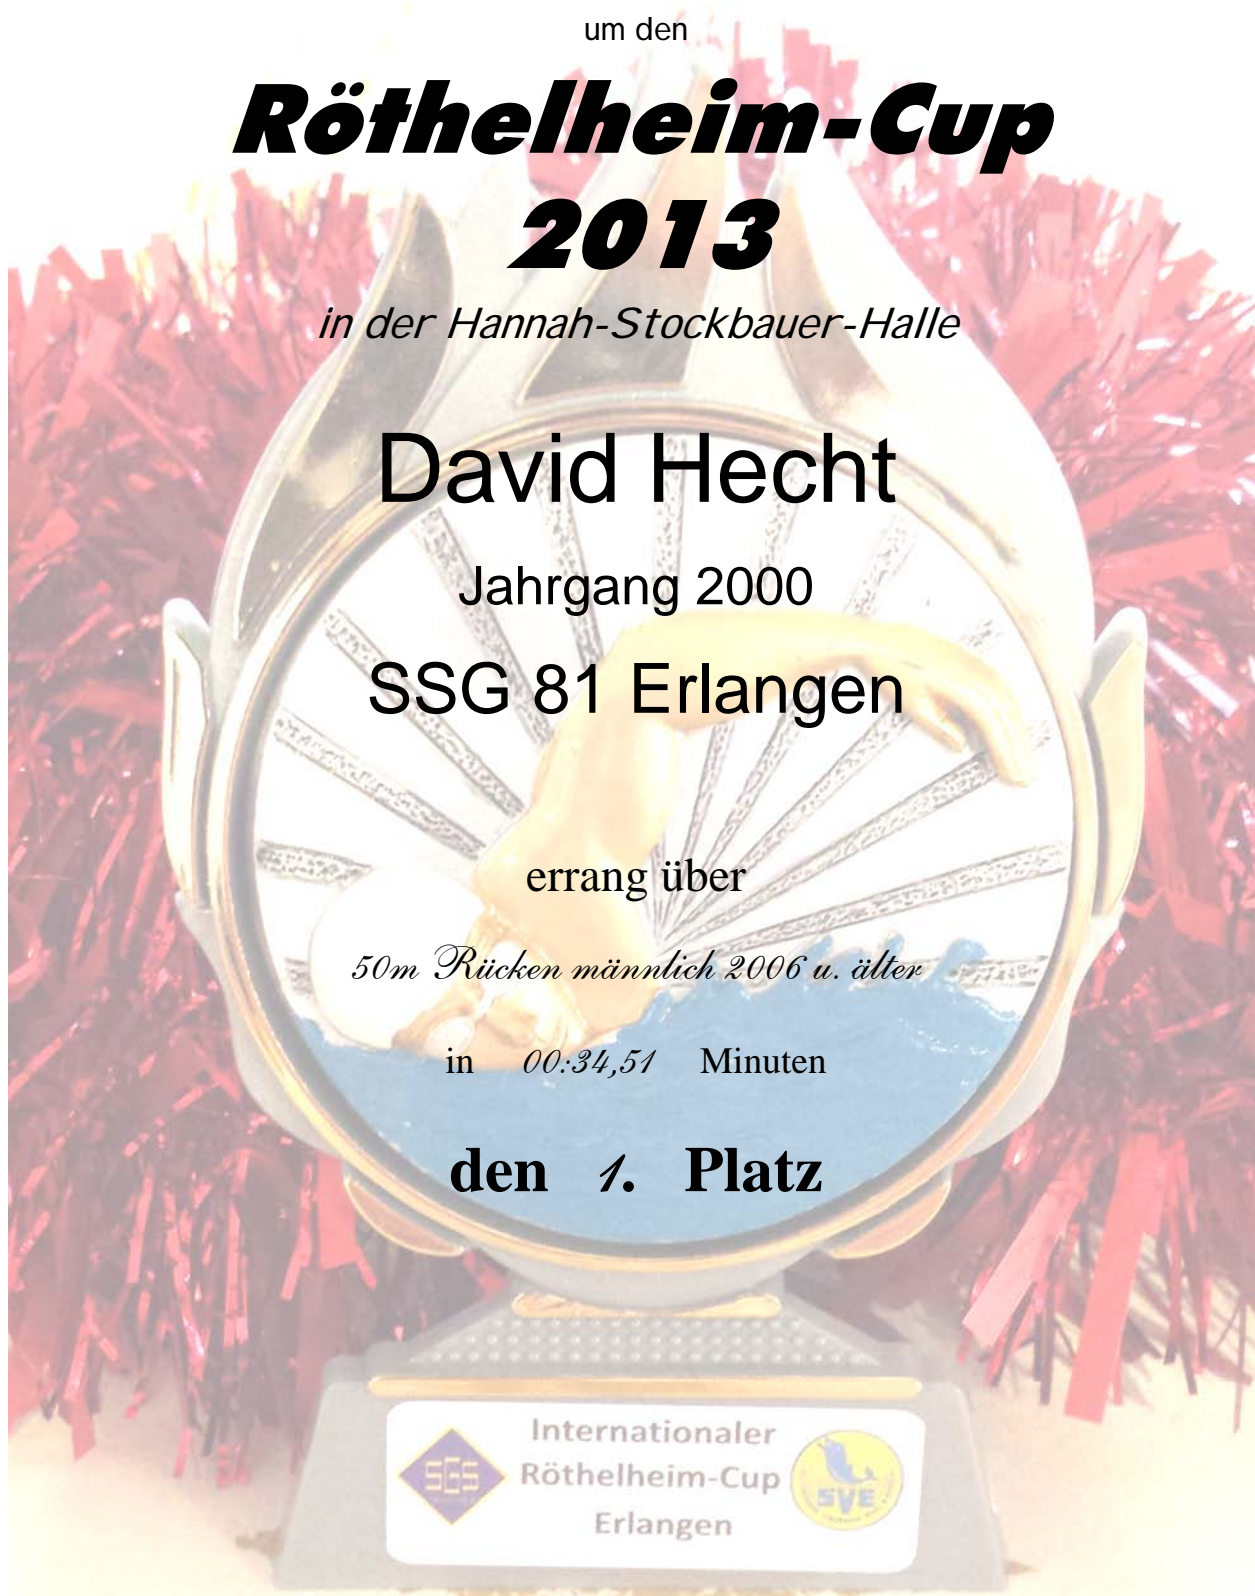 um den
Röthelheim-Cup
2013
in der Hannah-Stockbauer-Halle
David Hecht
Jahrgang 2000
SSG 81 Erlangen
errang über
50m Rücken männlich 2006 u. älter
in 00:34,51 Minuten
den 1. Platz
Internationaler
SGS Röthelheim-Cup SVE
Erlangen